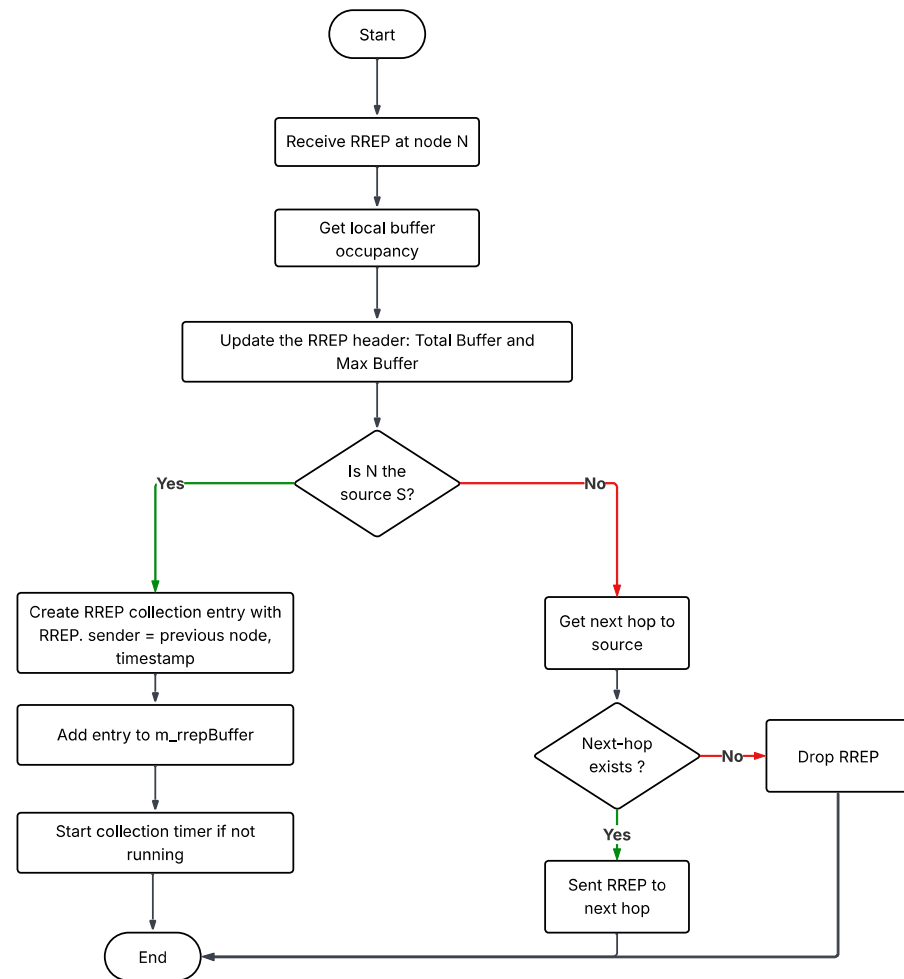 Start
Receive RREP at node N
Get local buffer
occupancy
Update the RREP header: Total Buffer and
Max Buffer
Is N the
source S?
Yes
No
Create RREP collection entry with
RREP. sender = previous node,
timestamp
Get next hop to
source
Add entry to m_rrepBuffer
Next-hop
exists ?
No
Drop RREP
Start collection timer if not
running
Yes
Sent RREP to
next hop
End